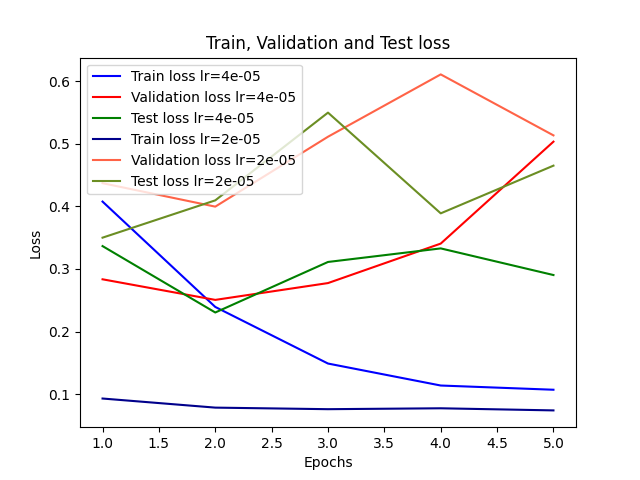 Train, Validation and Test loss
Train loss lr=4e-05
Validation loss lr=4e-05
Test loss lr=4e-05
Train loss lr=2e-05
Validation loss lr=2e-05
Test loss lr=2e-05
Loss
0.6
0.5
0.4
0.3
0.2
0.1
1.0 1.5 2.0 2.5 3.0 3.5 4.0 4.5 5.0
Epochs